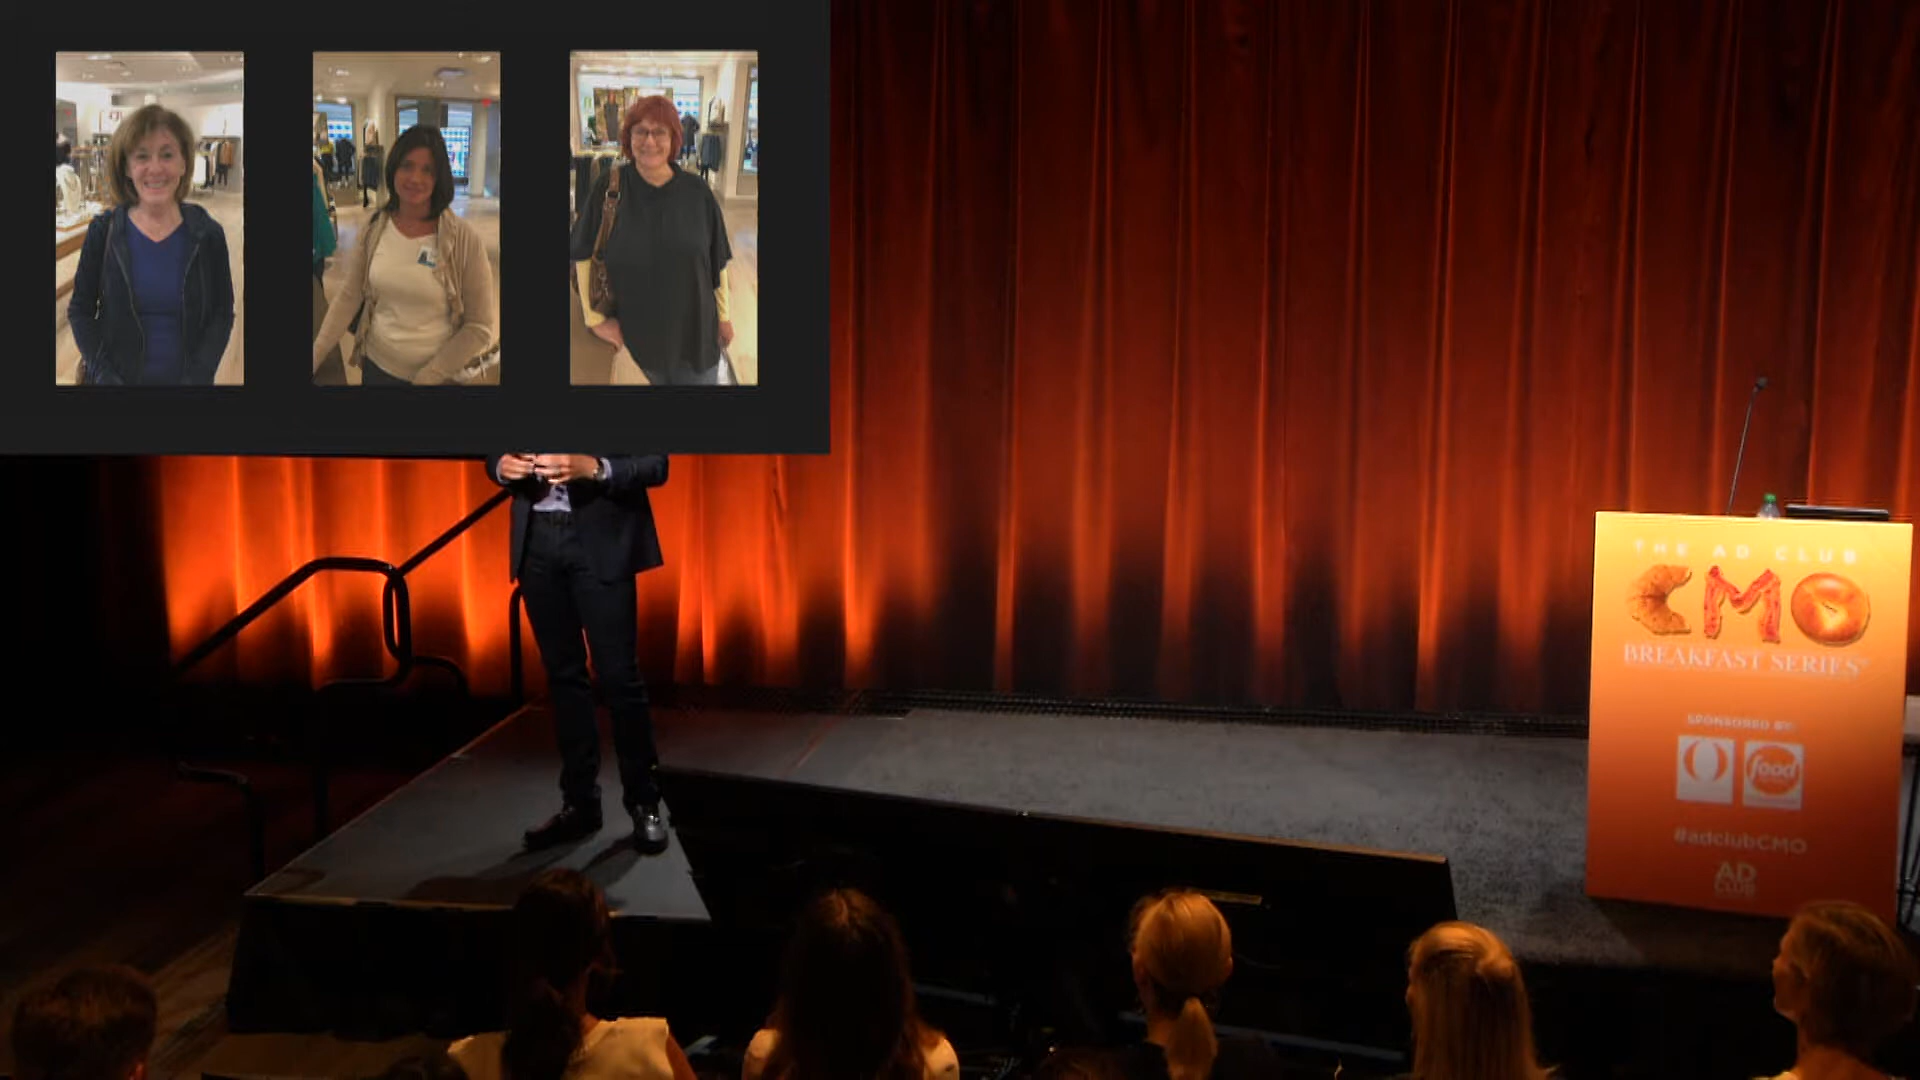 THE AD CLUB
CMO
BREAKFAST SERIES
SPONSORED BY:
food
#adclubCMO
AD
CLUB